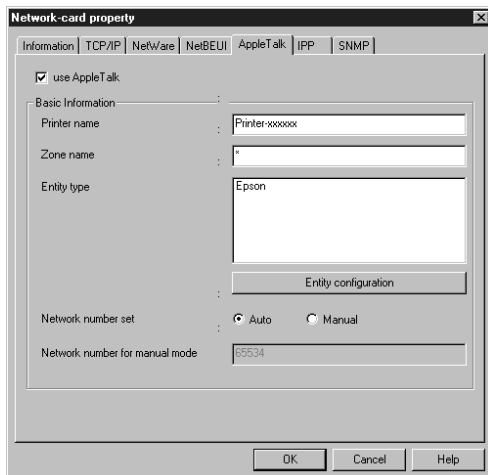 Network-card property
Information TCP/IP NetWare NetBEUI AppleTalk IPP SNMP
use AppleTalk
Basic Information
:
Printer name : Printer-xxxxxx
Zone name : *
Entity type Epson
Entity configuration
:
Network number set : Auto Manual
Network number for manual mode 65534
OK Cancel Help